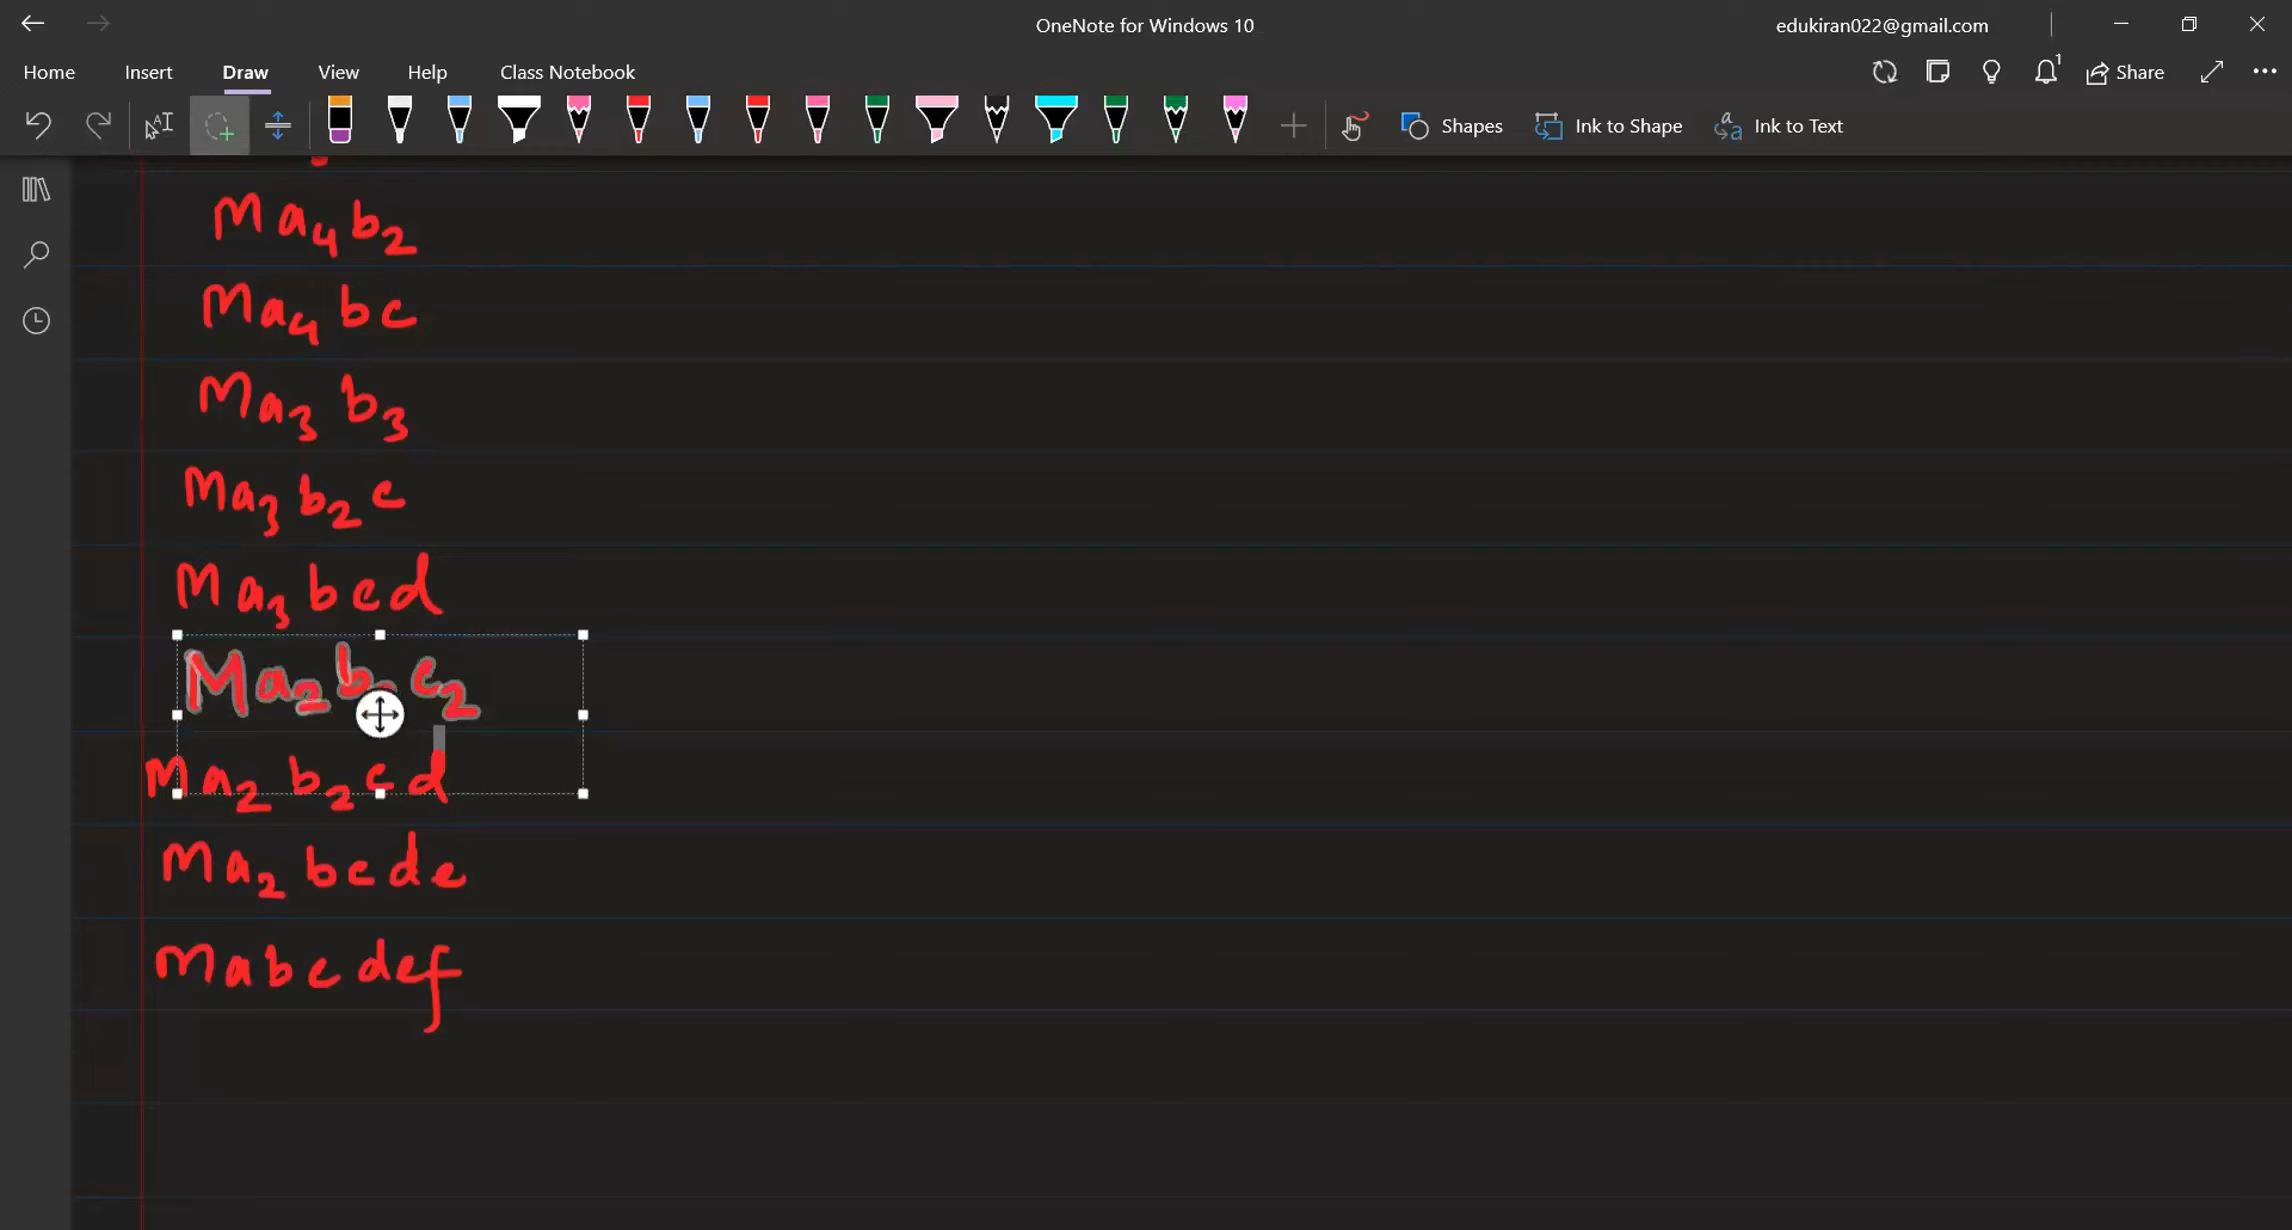 OneNote for Windows 10
edukiran022@gmail.com
Home Insert Draw View Help Class Notebook
1 Share
Shapes Ink to Shape Ink to Text
Ma₄b₂
Ma₄bc
Ma₃b₃
Ma₃b₂c
Ma₃bcd
Ma₂b₂c₂
Ma₂b₂cd
Ma₂bcde
Mabcdef